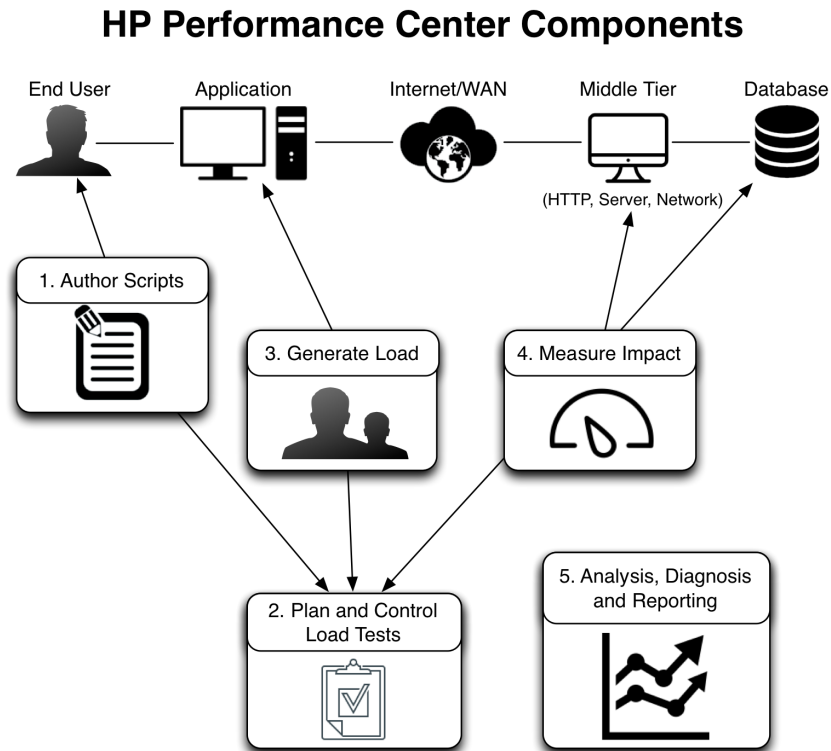 HP Performance Center Components
End User
Application
Internet/WAN
Middle Tier
Database
(HTTP, Server, Network)
1. Author Scripts
3. Generate Load
4. Measure Impact
2. Plan and Control
Load Tests
5. Analysis, Diagnosis
and Reporting